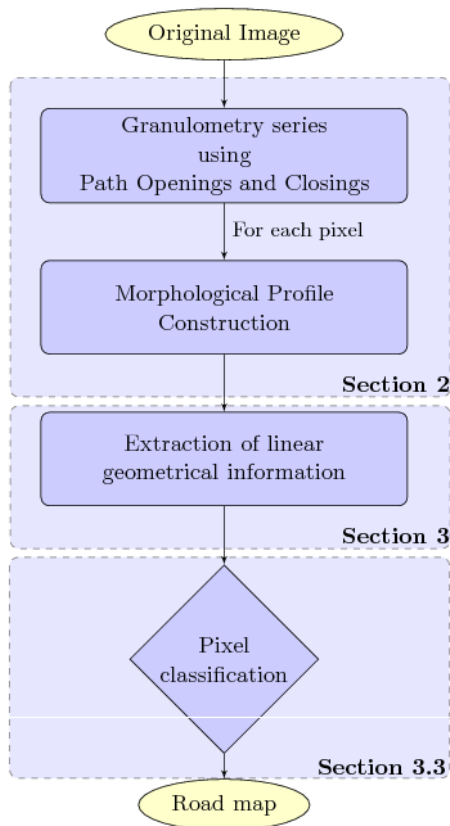 Original Image
Granulometry series
using
Path Openings and Closings
For each pixel
Morphological Profile
Construction
Section 2
Extraction of linear
geometrical information
Section 3
Pixel
classification
Section 3.3
Road map